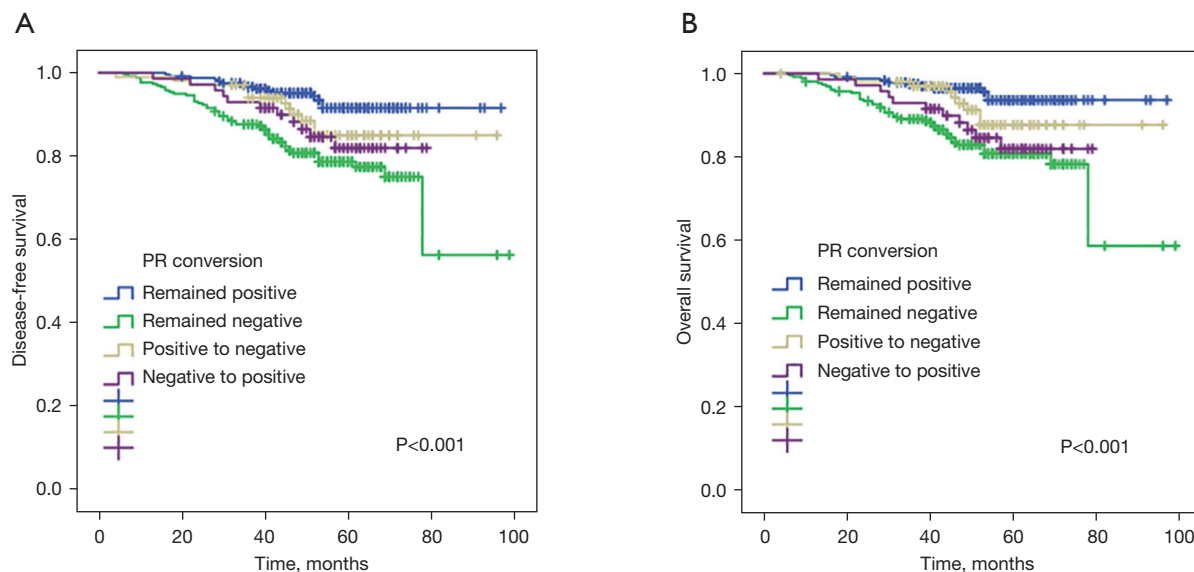 A
1.0
0.8
0.6
0.4
0.2
0.0
Disease-free survival
PR conversion
Remained positive
Remained negative
Positive to negative
Negative to positive
P<0.001
0 20 40 60 80 100
Time, months
B
1.0
0.8
0.6
0.4
0.2
0.0
Overall survival
PR conversion
Remained positive
Remained negative
Positive to negative
Negative to positive
P<0.001
0 20 40 60 80 100
Time, months